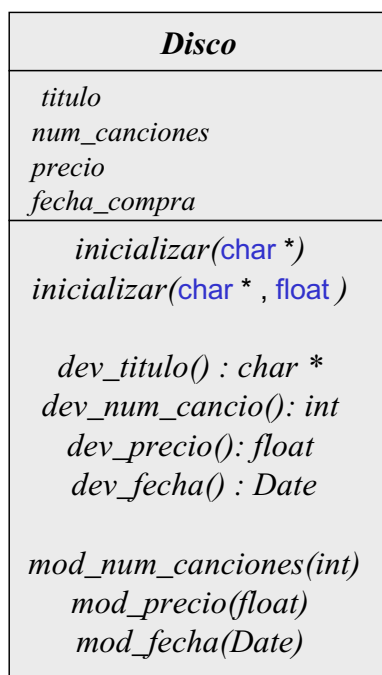 Disco
titulo
num_canciones
precio
fecha_compra
inicializar(char *)
inicializar(char * , float )
dev_titulo() : char *
dev_num_cancio(): int
dev_precio(): float
dev_fecha() : Date
mod_num_canciones(int)
mod_precio(float)
mod_fecha(Date)